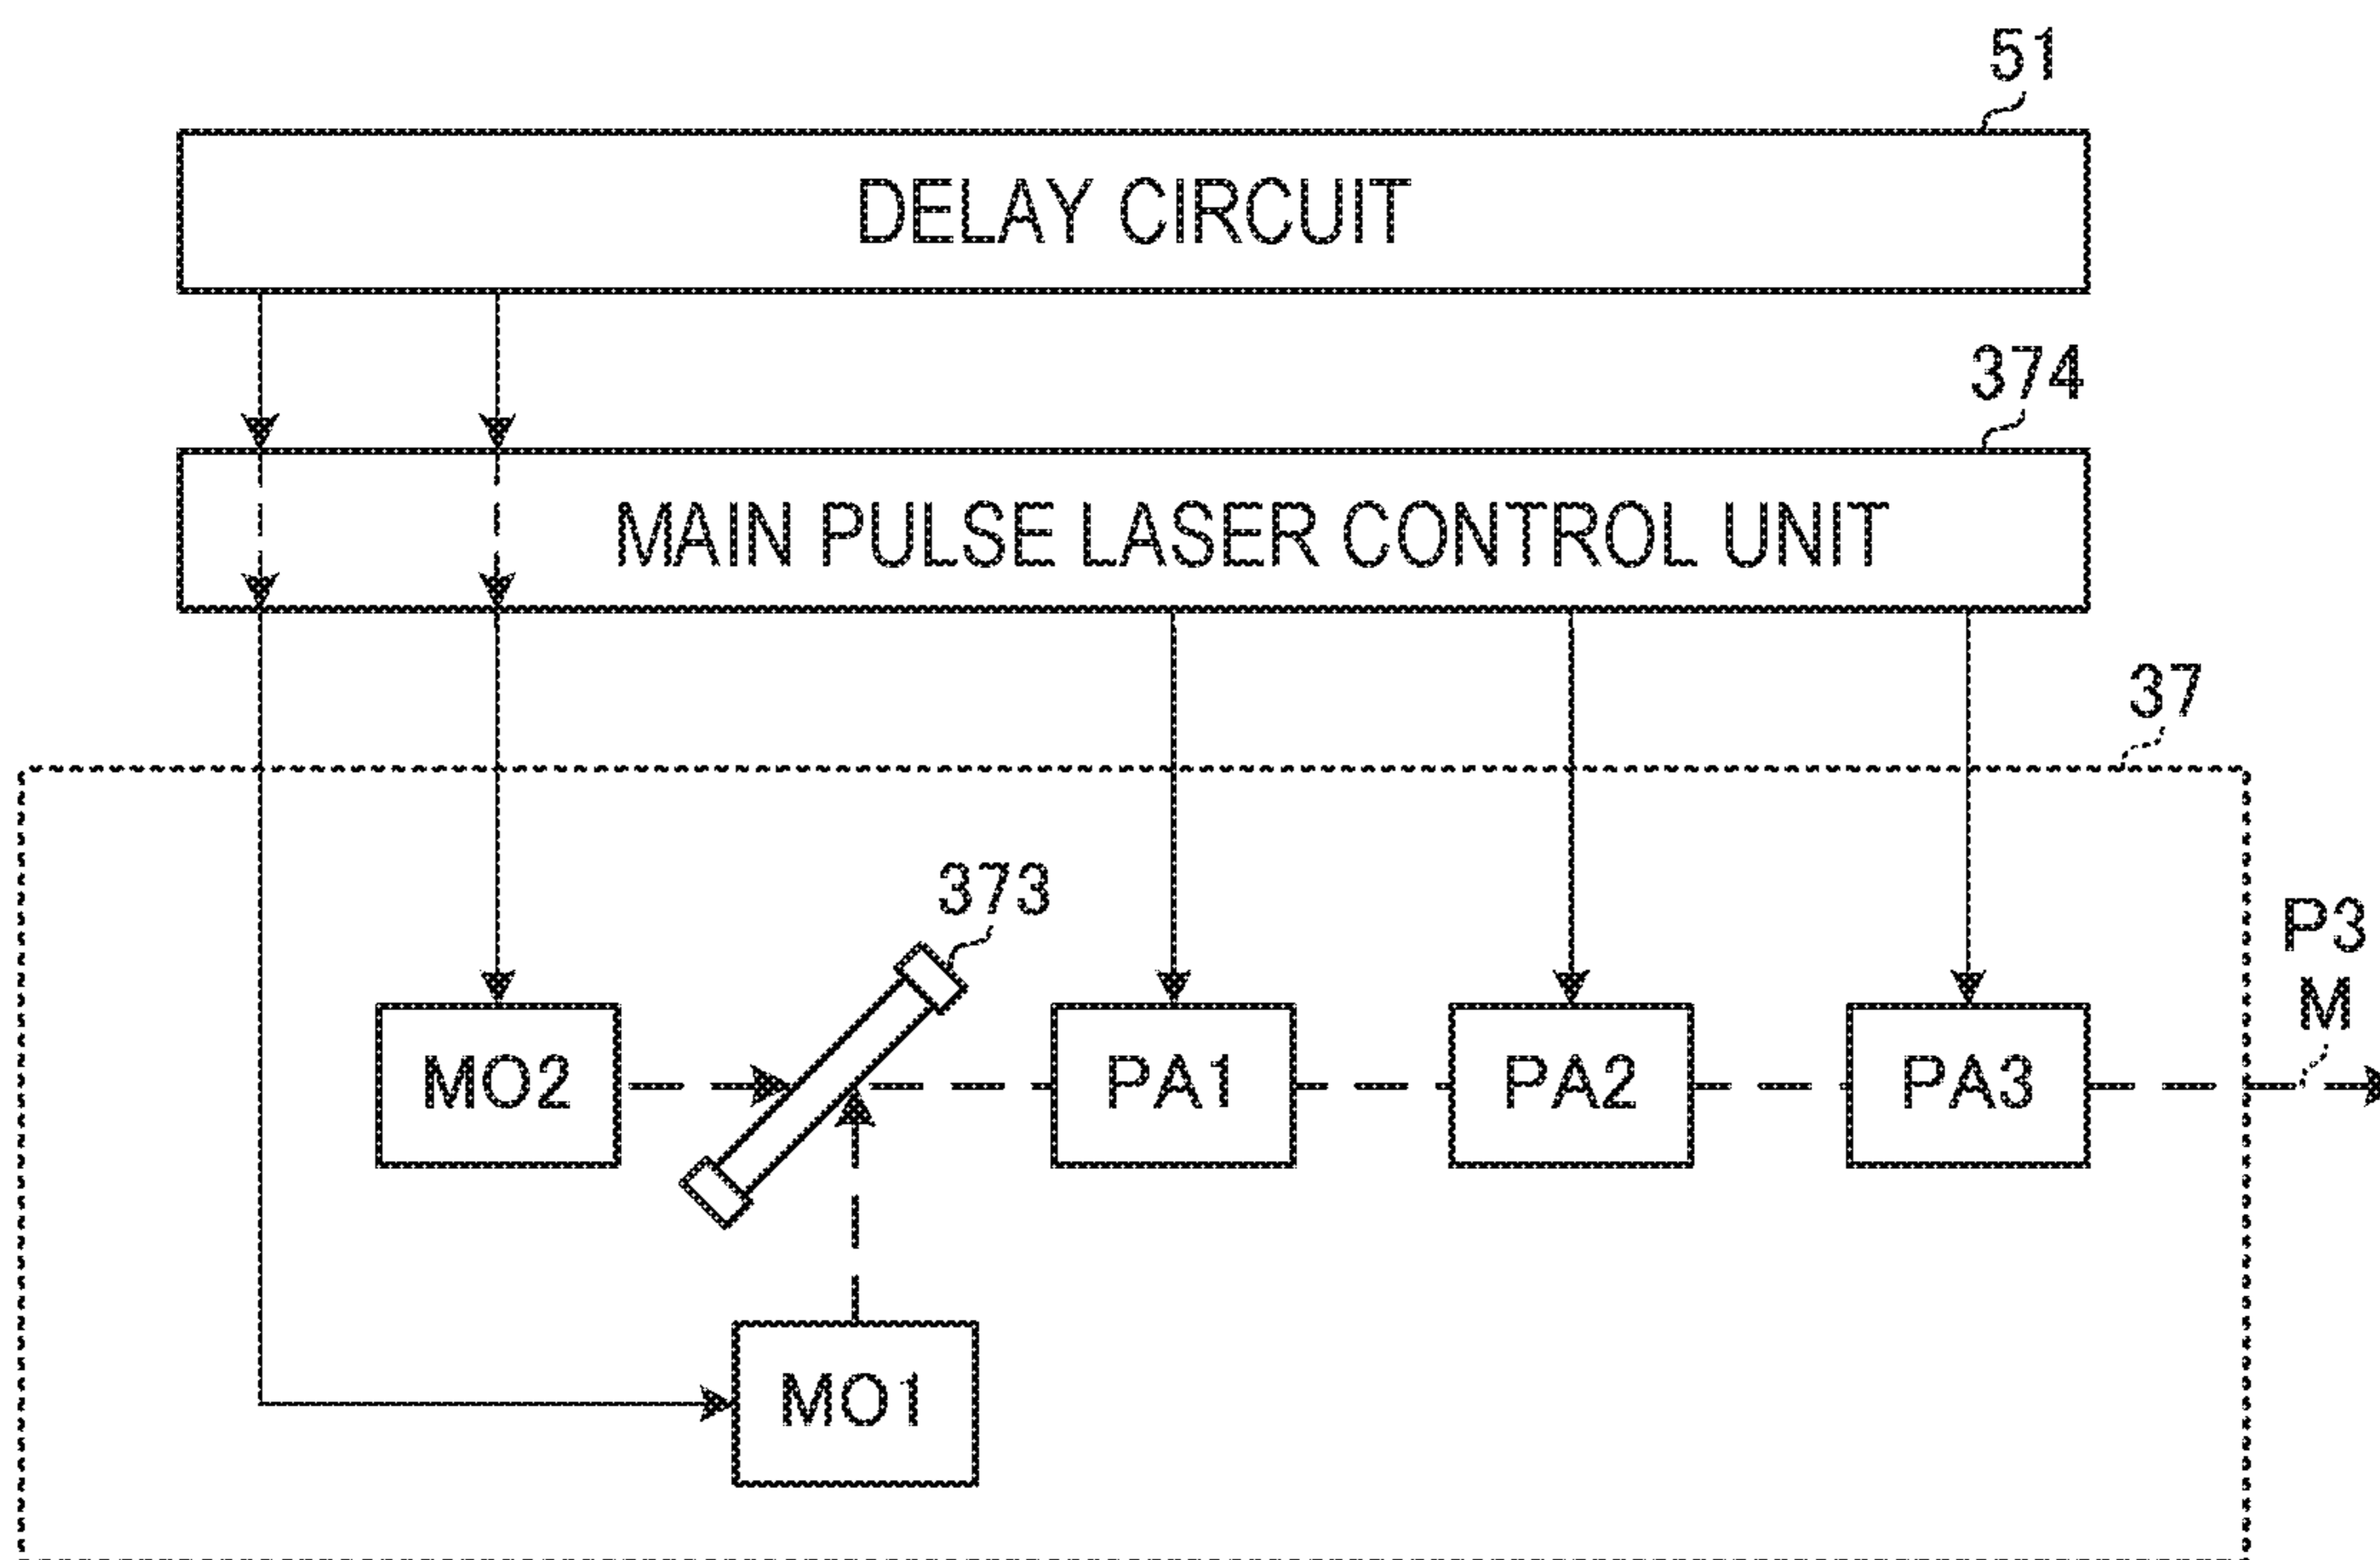 51
DELAY CIRCUIT
374
MAIN PULSE LASER CONTROL UNIT
37
373
P3
M
MO2
PA1
PA2
PA3
MO1